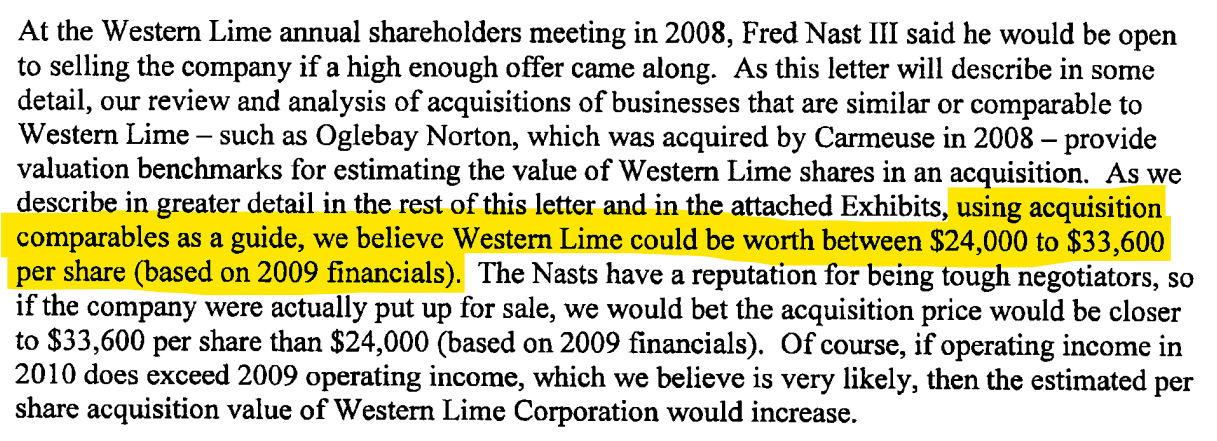 At the Western Lime annual shareholders meeting in 2008, Fred Nast III said he would be open
to selling the company if a high enough offer came along.  As this letter will describe in some
detail, our review and analysis of acquisitions of businesses that are similar or comparable to
Western Lime – such as Oglebay Norton, which was acquired by Carmeuse in 2008 – provide
valuation benchmarks for estimating the value of Western Lime shares in an acquisition.  As we
describe in greater detail in the rest of this letter and in the attached Exhibits, using acquisition
comparables as a guide, we believe Western Lime could be worth between $24,000 to $33,600
per share (based on 2009 financials).  The Nasts have a reputation for being tough negotiators, so
if the company were actually put up for sale, we would bet the acquisition price would be closer
to $33,600 per share than $24,000 (based on 2009 financials).  Of course, if operating income in
2010 does exceed 2009 operating income, which we believe is very likely, then the estimated per
share acquisition value of Western Lime Corporation would increase.